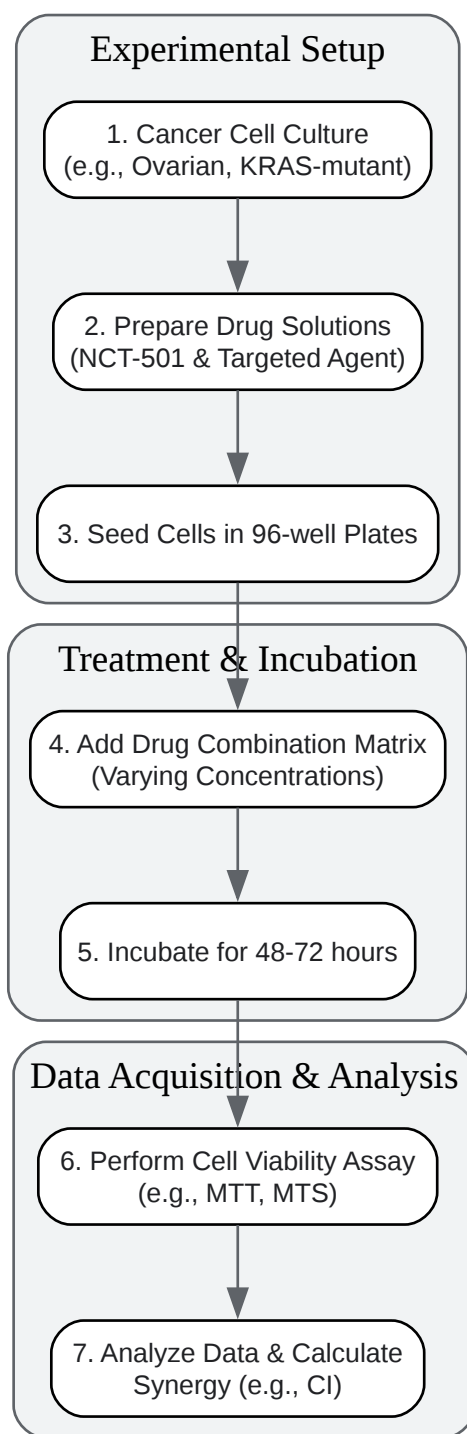 Experimental Setup
1. Cancer Cell Culture
(e.g., Ovarian, KRAS-mutant)
2. Prepare Drug Solutions
(NCT-501 & Targeted Agent)
3. Seed Cells in 96-well Plates
Treatment & Incubation
4. Add Drug Combination Matrix
(Varying Concentrations)
5. Incubate for 48-72 hours
Data Acquisition & Analysis
6. Perform Cell Viability Assay
(e.g., MTT, MTS)
7. Analyze Data & Calculate
Synergy (e.g., CI)